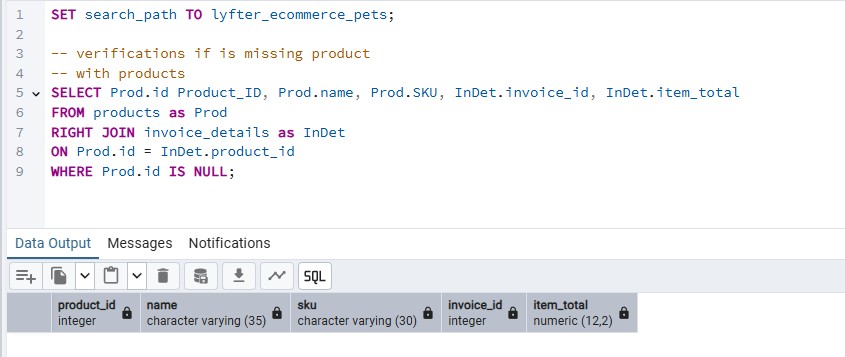 1 SET search_path TO lyfter_ecommerce_pets;
2
3 -- verifications if is missing product
4 -- with products
5 SELECT Prod.id Product_ID, Prod.name, Prod.SKU, InDet.invoice_id, InDet.item_total
6 FROM products as Prod
7 RIGHT JOIN invoice_details as InDet
8 ON Prod.id = InDet.product_id
9 WHERE Prod.id IS NULL;
Data Output Messages Notifications
SQL
product_id name sku invoice_id item_total
integer character varying (35) character varying (30) integer numeric (12,2)